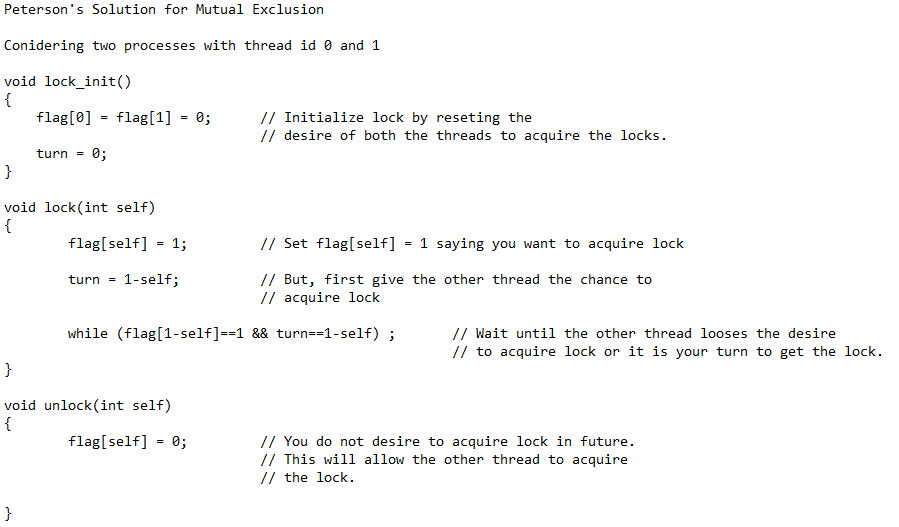 Peterson's Solution for Mutual Exclusion
Conidering two processes with thread id 0 and 1
void lock_init()
{
flag[0] = flag[1] = 0; // Initialize lock by reseting the
// desire of both the threads to acquire the locks.
turn = 0;
}
void lock(int self)
{
flag[self] = 1; // Set flag[self] = 1 saying you want to acquire lock
turn = 1-self; // But, first give the other thread the chance to
// acquire lock
while (flag[1-self]==1 && turn==1-self) ; // Wait until the other thread looses the desire
// to acquire lock or it is your turn to get the lock.
}
void unlock(int self)
{
flag[self] = 0; // You do not desire to acquire lock in future.
// This will allow the other thread to acquire
// the lock.
}